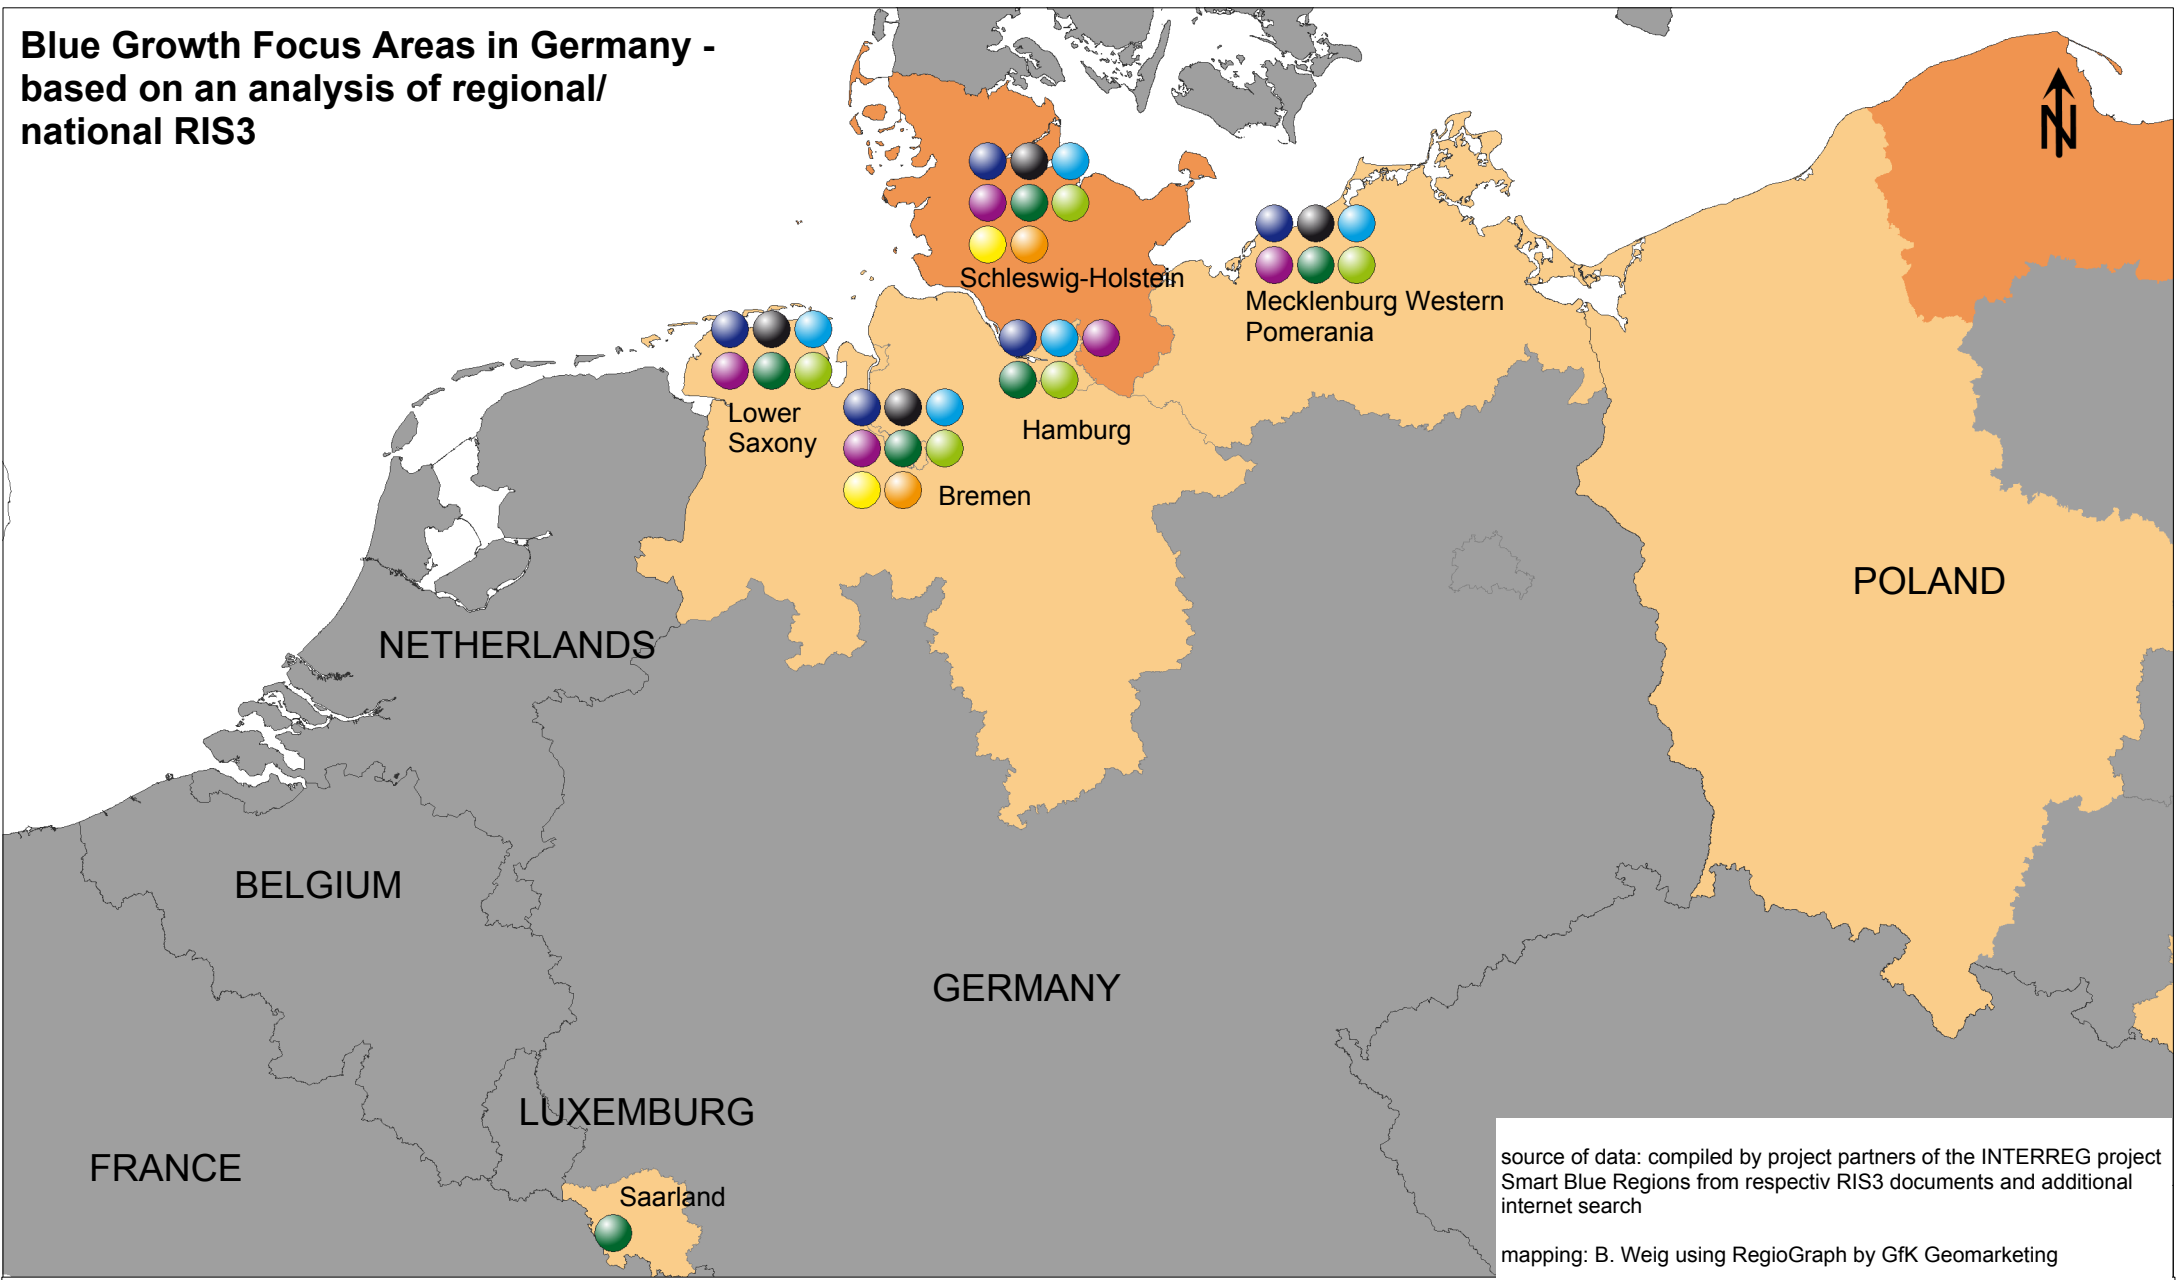 Blue Growth Focus Areas in Germany -
based on an analysis of regional/
national RIS3
N
Schleswig-Holstein
Mecklenburg Western
Pomerania
Lower
Saxony
Hamburg
Bremen
POLAND
NETHERLANDS
BELGIUM
GERMANY
LUXEMBURG
FRANCE
Saarland
source of data: compiled by project partners of the INTERREG project
Smart Blue Regions from respectiv RIS3 documents and additional
internet search
mapping: B. Weig using RegioGraph by GfK Geomarketing